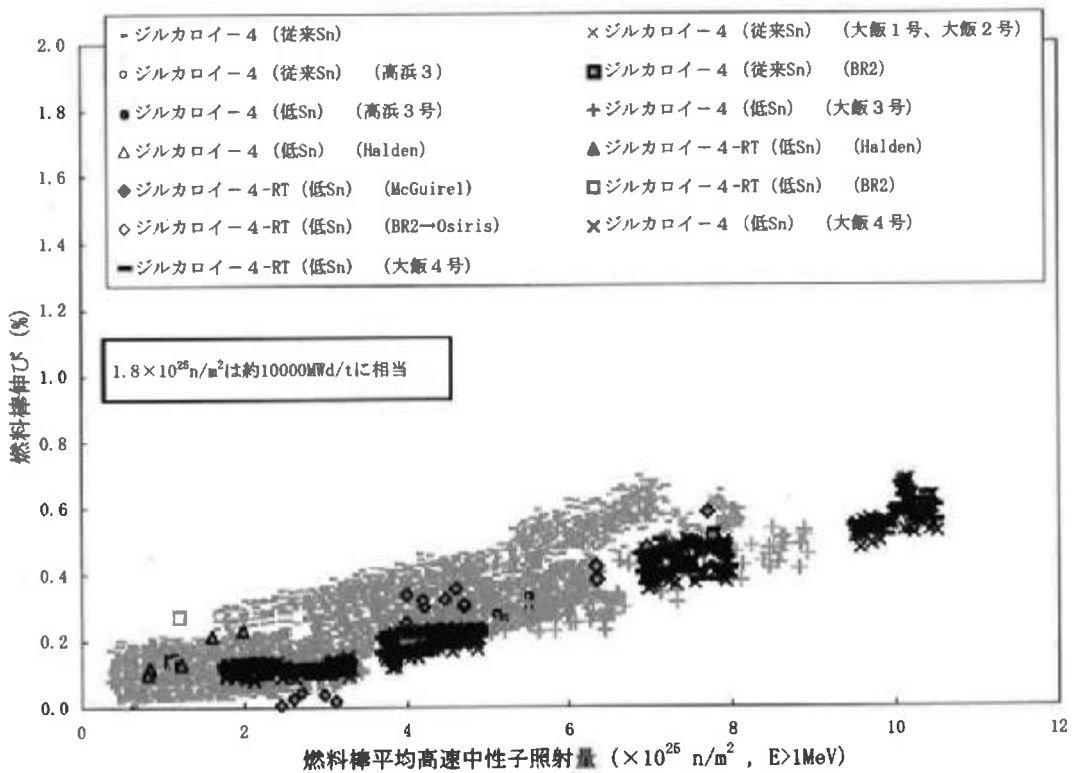 - ジルカロイ－４（従来Sn）
× ジルカロイ－４（従来Sn）　（大飯１号、大飯２号）
○ ジルカロイ－４（従来Sn）　（高浜３）
■ ジルカロイ－４（従来Sn）　（BR2）
● ジルカロイ－４（低Sn）　（高浜３号）
＋ ジルカロイ－４（低Sn）　（大飯３号）
△ ジルカロイ－４（低Sn）　（Halden）
▲ ジルカロイ－４-RT（低Sn）　（Halden）
◆ ジルカロイ－４-RT（低Sn）　（McGuire1）
□ ジルカロイ－４-RT（低Sn）　（BR2）
◇ ジルカロイ－４-RT（低Sn）　（BR2→Osiris）
× ジルカロイ－４（低Sn）　（大飯４号）
- ジルカロイ－４-RT（低Sn）　（大飯４号）
1.8×10²⁵n/m²は約10000MWd/tに相当
燃料棒伸び (%)
2.0
1.8
1.6
1.4
1.2
1.0
0.8
0.6
0.4
0.2
0.0
0
2
4
6
8
10
12
燃料棒平均高速中性子照射量 (×10²⁵ n/m² , E>1MeV)